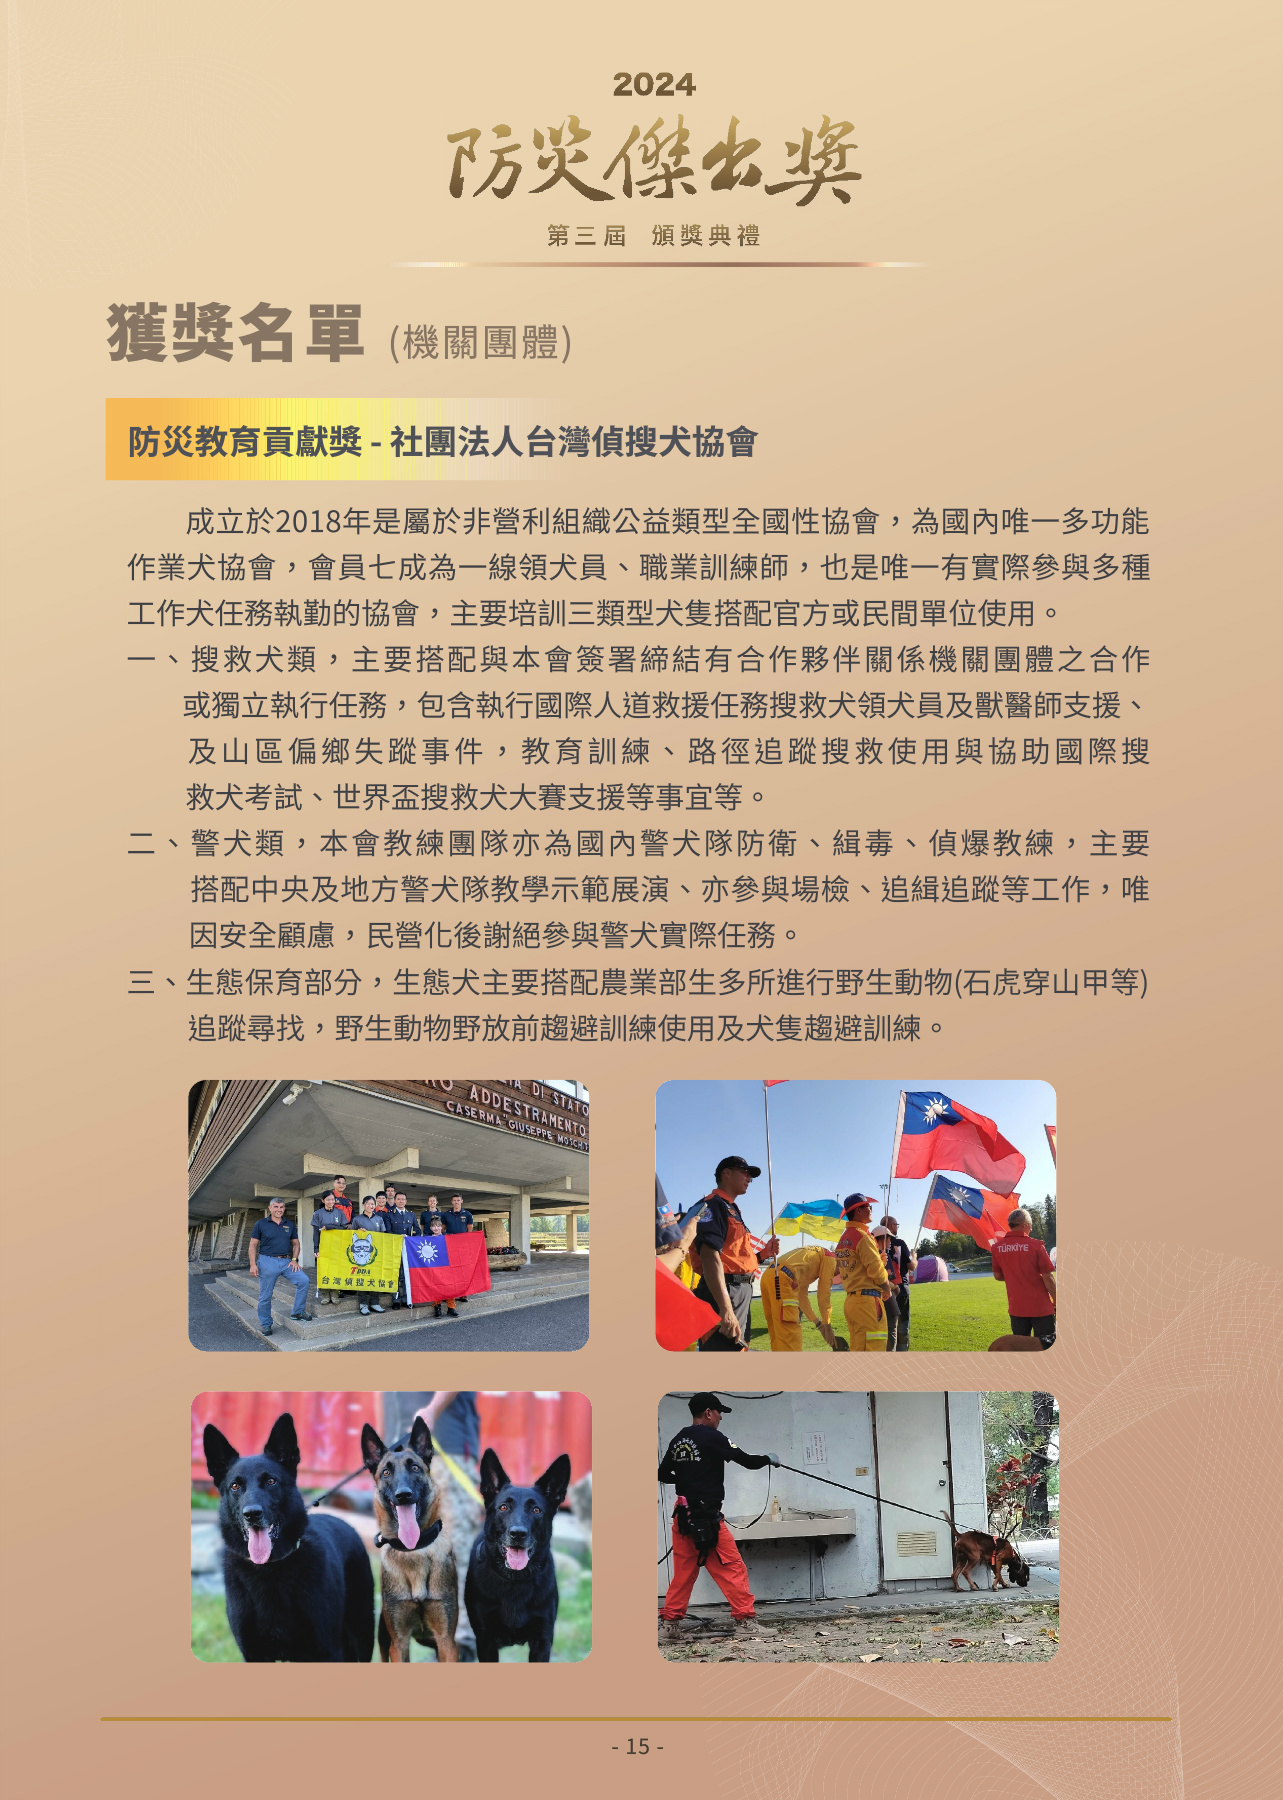 2024
防災傑出獎
第三屆 頒獎典禮
獲獎名單 (機關團體)
防災教育貢獻獎 - 社團法人台灣偵搜犬協會
成立於2018年是屬於非營利組織公益類型全國性協會，為國內唯一多功能
作業犬協會，會員七成為一線領犬員、職業訓練師，也是唯一有實際參與多種
工作犬任務執勤的協會，主要培訓三類型犬隻搭配官方或民間單位使用。
一、搜救犬類，主要搭配與本會簽署締結有合作夥伴關係機關團體之合作
或獨立執行任務，包含執行國際人道救援任務搜救犬領犬員及獸醫師支援、
及山區偏鄉失蹤事件，教育訓練、路徑追蹤搜救使用與協助國際搜
救犬考試、世界盃搜救犬大賽支援等事宜等。
二、警犬類，本會教練團隊亦為國內警犬隊防衛、緝毒、偵爆教練，主要
搭配中央及地方警犬隊教學示範展演、亦參與場檢、追緝追蹤等工作，唯
因安全顧慮，民營化後謝絕參與警犬實際任務。
三、生態保育部分，生態犬主要搭配農業部生多所進行野生動物(石虎穿山甲等)
追蹤尋找，野生動物野放前趨避訓練使用及犬隻趨避訓練。
DI STATO
ADDESTRAMENTO
CASERMA "GIUSEPPE
台灣偵搜犬協會
TÜRKİYE
- 15 -